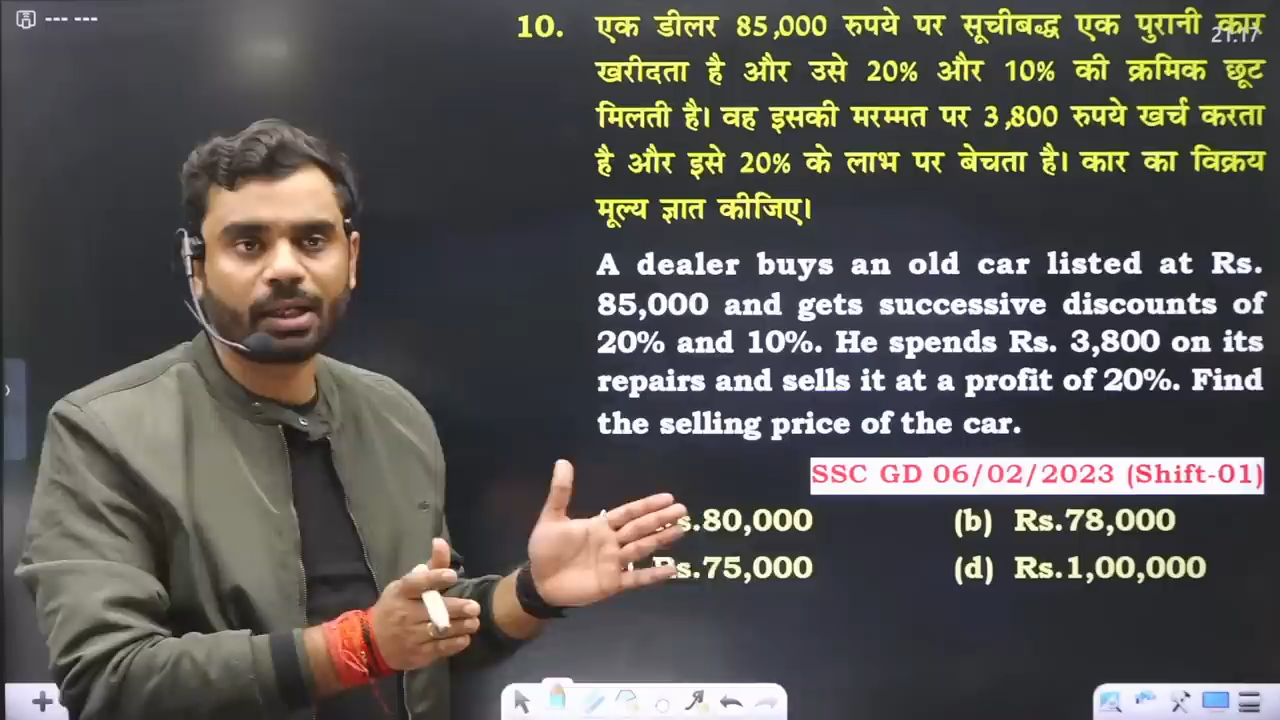 --- ---
10. एक डीलर 85,000 रुपये पर सूचीबद्ध एक पुरानी कार
21:17
खरीदता है और उसे 20% और 10% की क्रमिक छूट
मिलती है। वह इसकी मरम्मत पर 3,800 रुपये खर्च करता
है और इसे 20% के लाभ पर बेचता है। कार का विक्रय
मूल्य ज्ञात कीजिए।
A dealer buys an old car listed at Rs.
85,000 and gets successive discounts of
20% and 10%. He spends Rs. 3,800 on its
repairs and sells it at a profit of 20%. Find
the selling price of the car.
SSC GD 06/02/2023 (Shift-01)
s.80,000 (b) Rs.78,000
Rs.75,000 (d) Rs.1,00,000